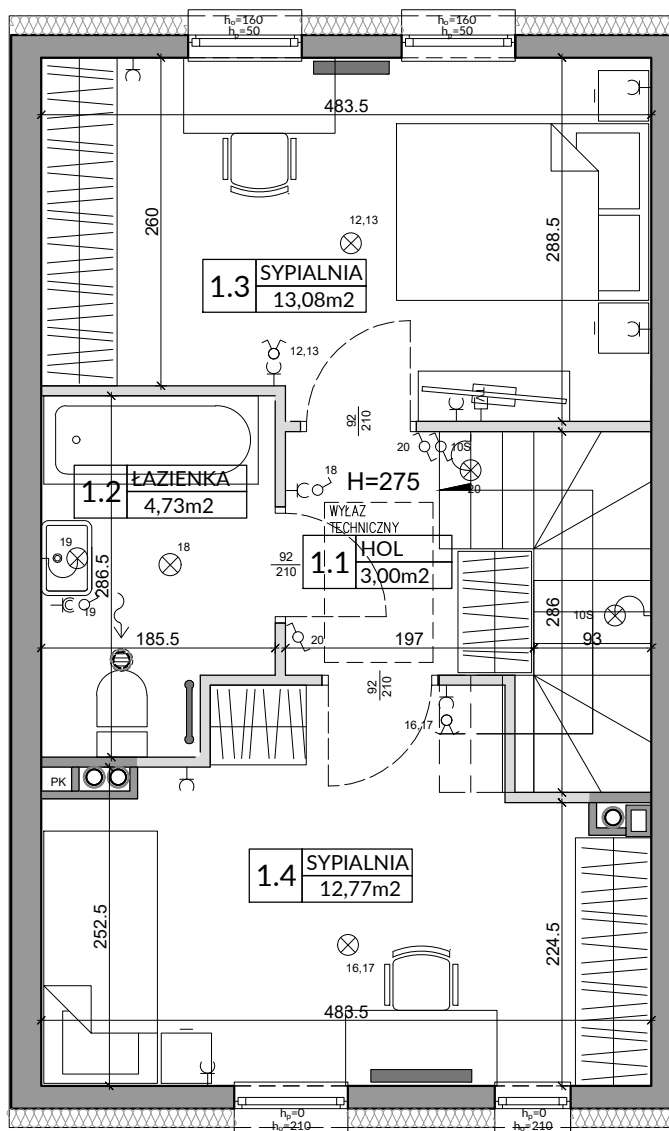 hₒ=160
hₚ=50
hₒ=160
hₚ=50
483.5
260
288.5
12,13
1.3
SYPIALNIA
13,08m2
12,13
92
210
20
10S
18
H=275
20
1.2
ŁAZIENKA
4,73m2
WYŁAZ
TECHNICZNY
1.1
HOL
3,00m2
19
18
92
210
286.5
19
286
10S
185.5
20
197
93
92
210
16,17
PK
1.4
SYPIALNIA
12,77m2
252.5
224.5
16,17
483.5
hₚ=0
hₒ=210
hₚ=0
hₒ=210